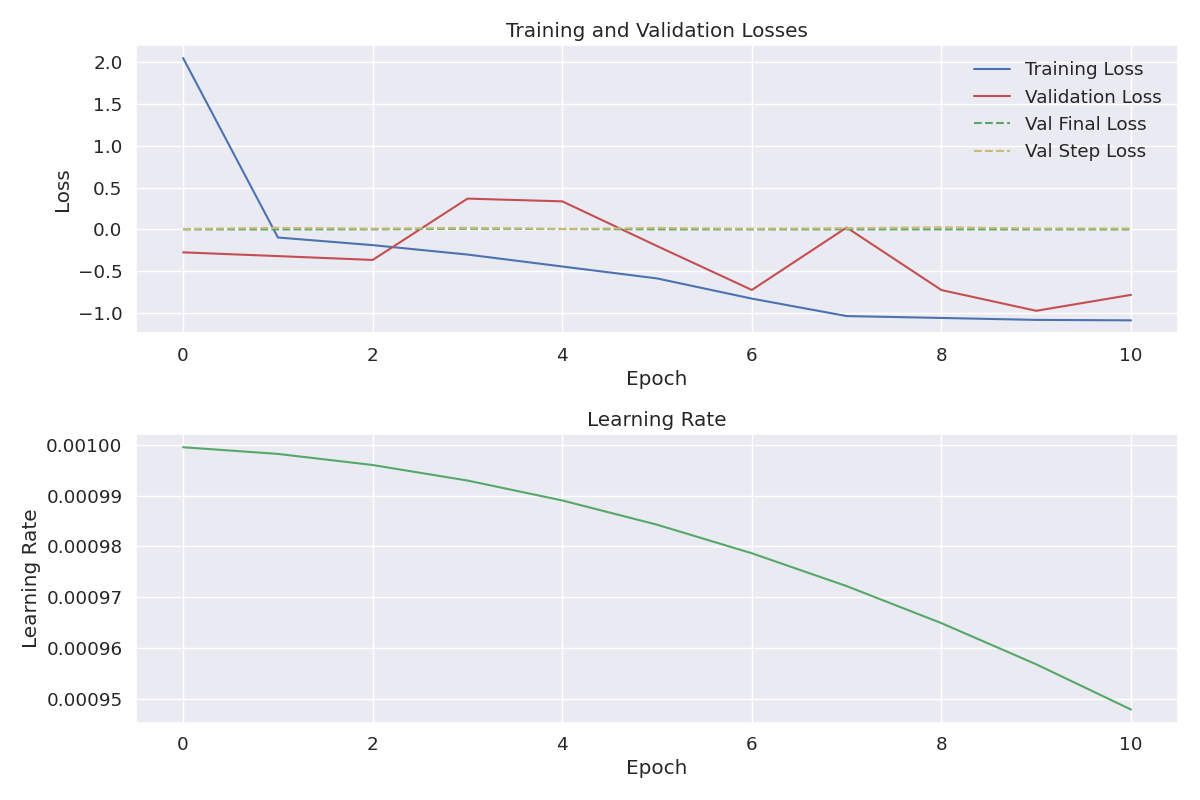 Training and Validation Losses
Training Loss
Validation Loss
Val Final Loss
Val Step Loss
Loss
2.0
1.5
1.0
0.5
0.0
−0.5
−1.0
0 2 4 6 8 10
Epoch
Learning Rate
Learning Rate
0.00100
0.00099
0.00098
0.00097
0.00096
0.00095
0 2 4 6 8 10
Epoch